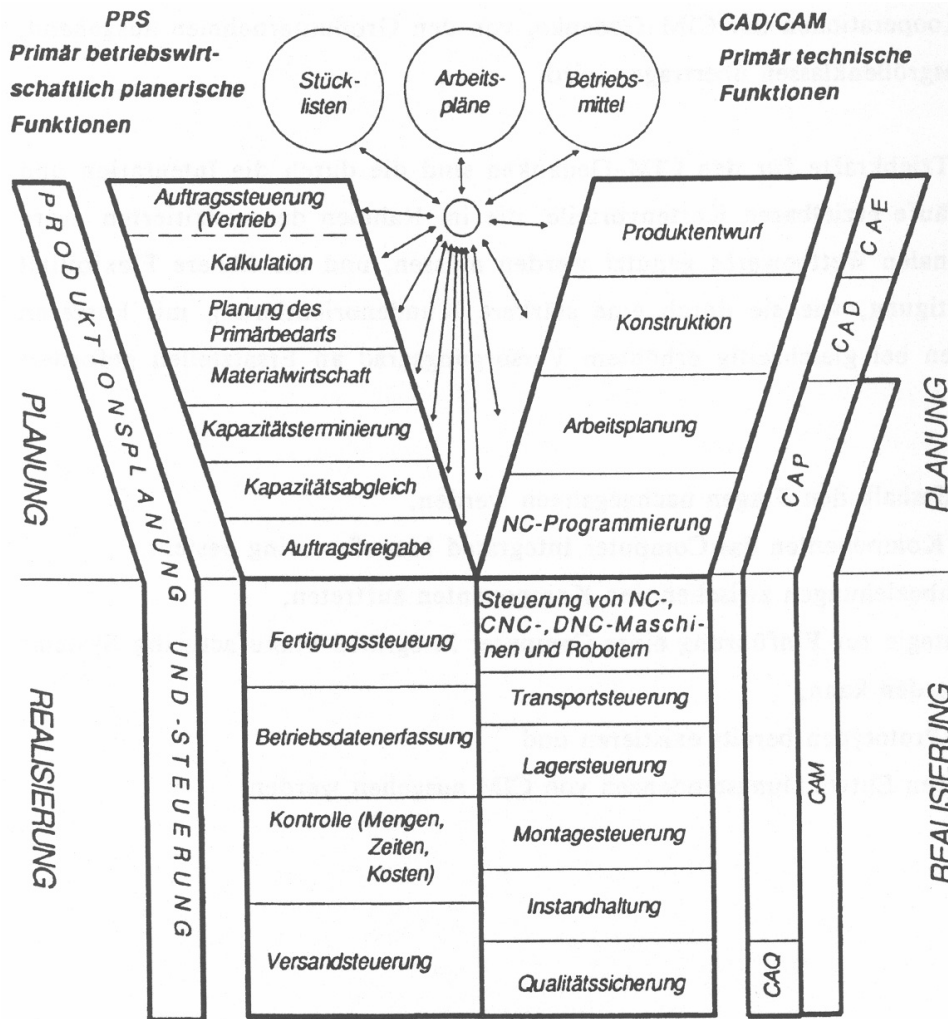 PPS
Primär betriebswirt-
schaftlich planerische
Funktionen
CAD/CAM
Primär technische
Funktionen
Stück-
listen
Arbeits-
pläne
Betriebs-
mittel
PRODUKTIONSPLANUNG UND -STEUERUNG
PLANUNG
REALISIERUNG
Auftragssteuerung
(Vertrieb)
Kalkulation
Planung des
Primärbedarfs
Materialwirtschaft
Kapazitätsterminierung
Kapazitätsabgleich
Auftragsfreigabe
Fertigungssteueung
Betriebsdatenerfassung
Kontrolle (Mengen,
Zeiten,
Kosten)
Versandsteuerung
Produktentwurf
Konstruktion
Arbeitsplanung
NC-Programmierung
Steuerung von NC-,
CNC-, DNC-Maschi-
nen und Robotern
Transportsteuerung
Lagersteuerung
Montagesteuerung
Instandhaltung
Qualitätssicherung
CAE
CAD
CAP
CAM
CAQ
PLANUNG
REALISIERUNG